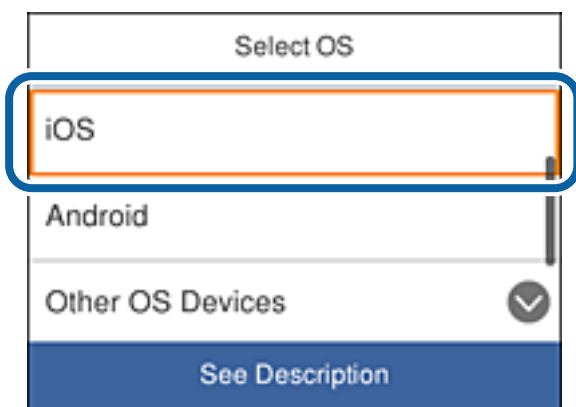 Select OS
iOS
Android
Other OS Devices
See Description